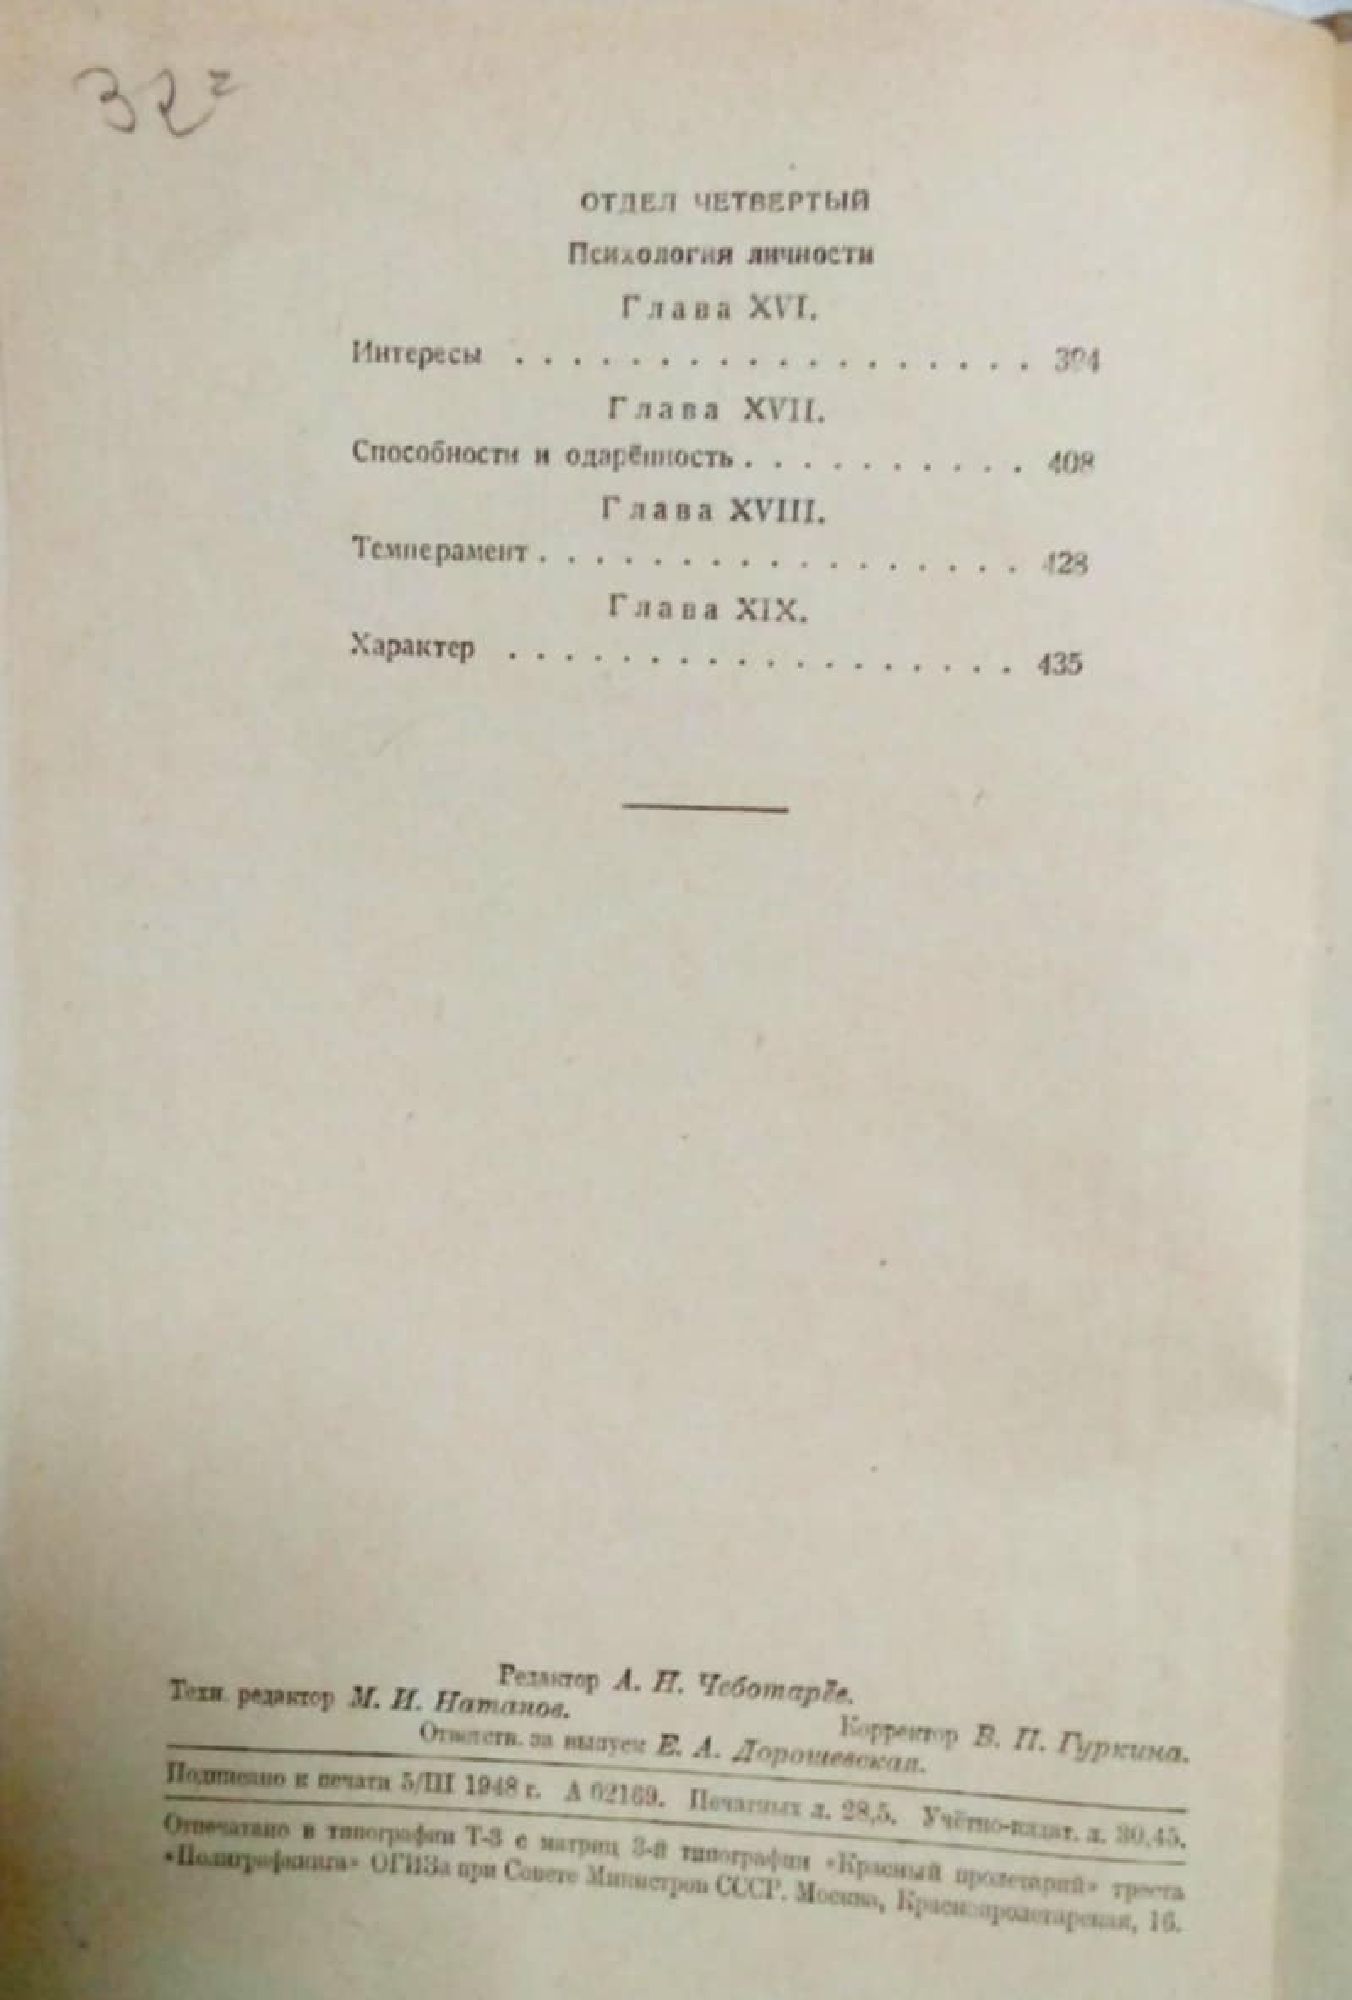 32
ОТДЕЛ ЧЕТВЕРТЫЙ
Психология личности
Глава XVI.
Интересы . . . . . . . . . . . . . . . . . . 394
Глава XVII.
Способности и одарённость . . . . . . . . . . 408
Глава XVIII.
Темперамент . . . . . . . . . . . . . . . . . 428
Глава XIX.
Характер . . . . . . . . . . . . . . . . . . 435
Редактор А. Н. Чеботарёв.
Техн. редактор М. И. Натапов.
Корректор В. П. Гуркина.
Ответств. за выпуск Е. А. Дорошевская.
Подписано к печати 5/III 1948 г. А 02169. Печатных л. 28,5. Учётно-издат. л. 30,45.
Отпечатано в типографии Т-3 с матриц 3-й типографии «Красный пролетарий» треста
«Полиграфкнига» ОГИЗа при Совете Министров СССР. Москва, Краснопролетарская, 16.